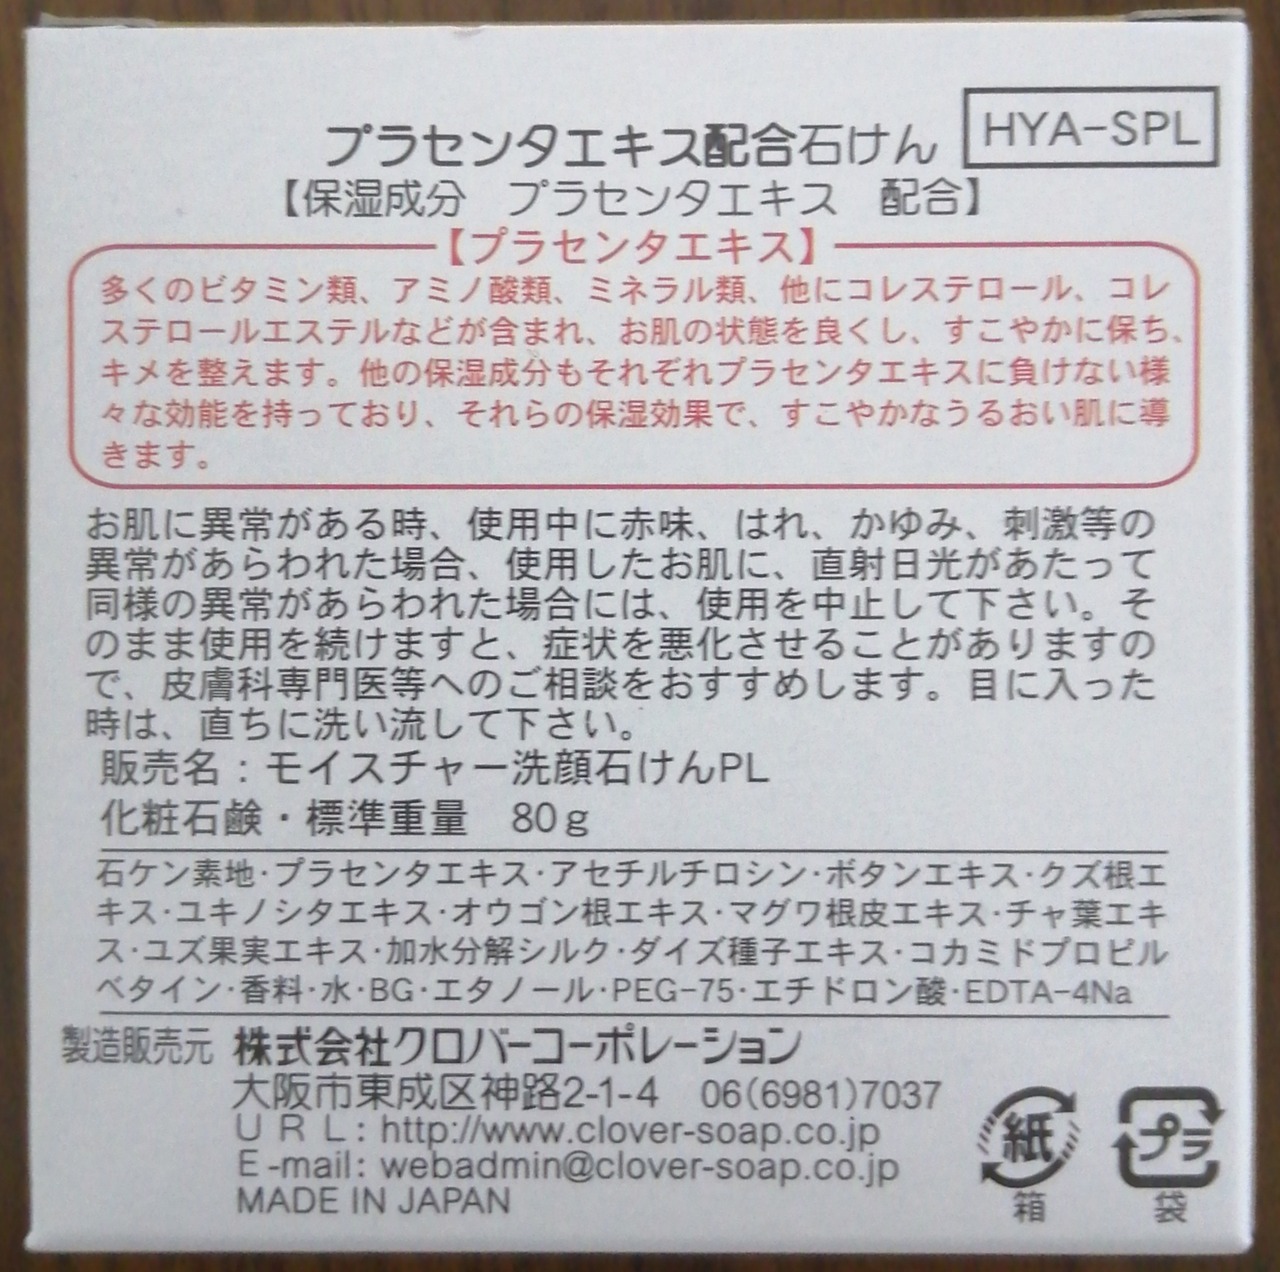 プラセンタエキス配合石けん HYA-SPL
【保湿成分　プラセンタエキス　配合】
【プラセンタエキス】
多くのビタミン類、アミノ酸類、ミネラル類、他にコレステロール、コレ
ステロールエステルなどが含まれ、お肌の状態を良くし、すこやかに保ち、
キメを整えます。他の保湿成分もそれぞれプラセンタエキスに負けない様
々な効能を持っており、それらの保湿効果で、すこやかなうるおい肌に導
きます。
お肌に異常がある時、使用中に赤味、はれ、かゆみ、刺激等の
異常があらわれた場合、使用したお肌に、直射日光があたって
同様の異常があらわれた場合には、使用を中止して下さい。そ
のまま使用を続けますと、症状を悪化させることがありますの
で、皮膚科専門医等へのご相談をおすすめします。目に入った
時は、直ちに洗い流して下さい。
販売名：モイスチャー洗顔石けんPL
化粧石鹸・標準重量　80ｇ
石ケン素地･プラセンタエキス･アセチルチロシン･ボタンエキス･クズ根エ
キス･ユキノシタエキス･オウゴン根エキス･マグワ根皮エキス･チャ葉エキ
ス･ユズ果実エキス･加水分解シルク･ダイズ種子エキス･コカミドプロピル
ベタイン･香料･水･BG･エタノール･PEG-75･エチドロン酸･EDTA-4Na
製造販売元 株式会社クロバーコーポレーション
大阪市東成区神路2-1-4　06(6981)7037
ＵＲＬ: http://www.clover-soap.co.jp
E-mail: webadmin@clover-soap.co.jp
MADE IN JAPAN
紙 プラ
箱 袋